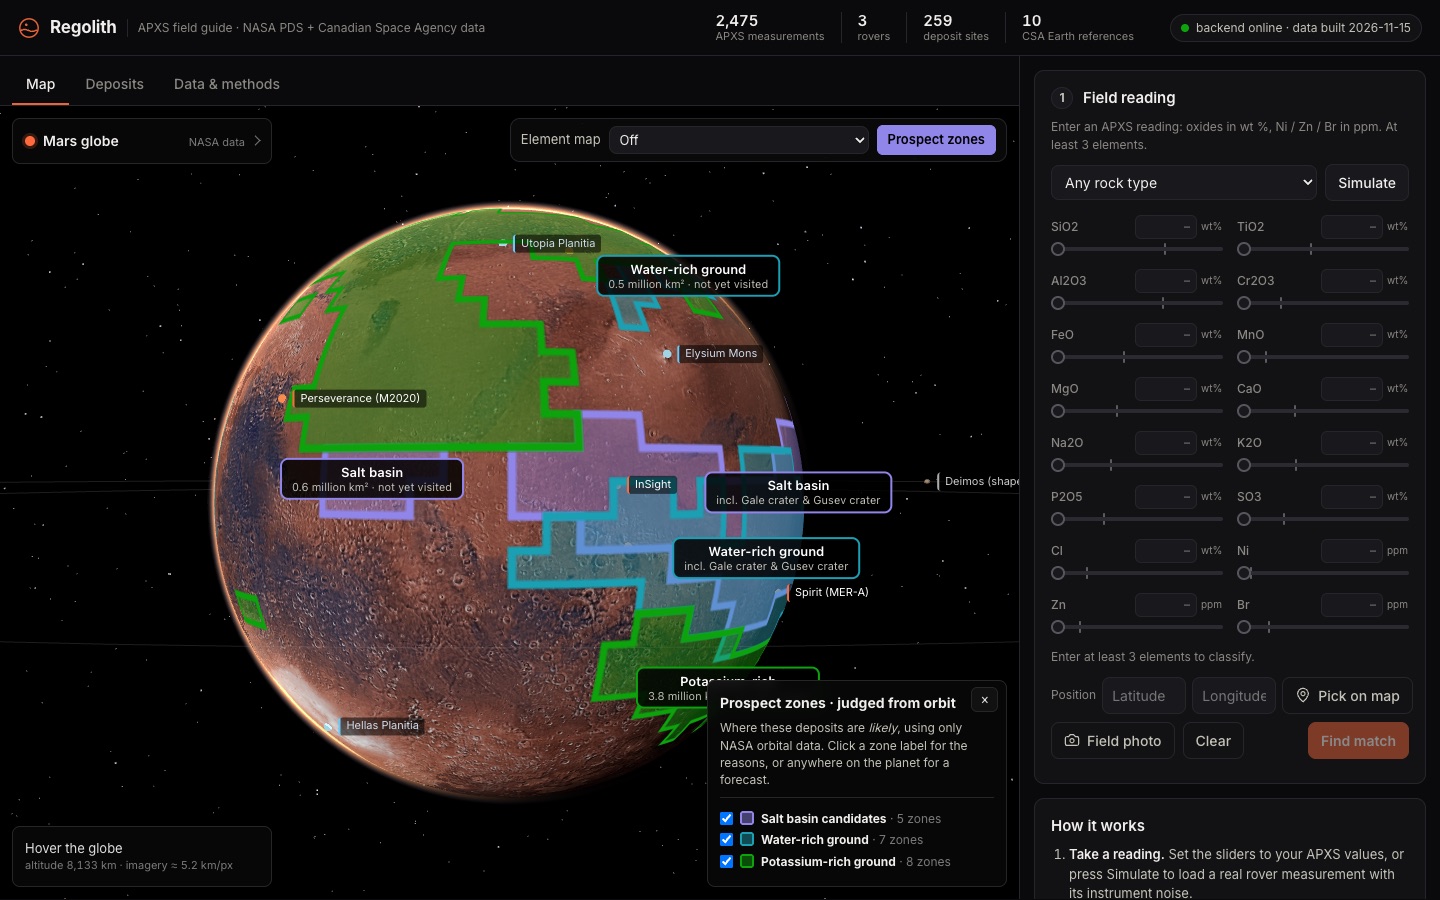 Regolith
APXS field guide · NASA PDS + Canadian Space Agency data
2,475
APXS measurements
3
rovers
259
deposit sites
10
CSA Earth references
backend online · data built 2026-11-15
Map
Deposits
Data & methods
Mars globe
NASA data
Element map
Off
Prospect zones
Utopia Planitia
Water-rich ground
0.5 million km² · not yet visited
Elysium Mons
Perseverance (M2020)
Salt basin
0.6 million km² · not yet visited
InSight
Salt basin
incl. Gale crater & Gusev crater
Deimos (shape
Water-rich ground
incl. Gale crater & Gusev crater
Spirit (MER-A)
3.8 million
Hellas Planitia
Prospect zones · judged from orbit
×
Where these deposits are likely, using only
NASA orbital data. Click a zone label for the
reasons, or anywhere on the planet for a
forecast.
Salt basin candidates · 5 zones
Water-rich ground · 7 zones
Potassium-rich ground · 8 zones
Hover the globe
altitude 8,133 km · imagery ≈ 5.2 km/px
1 Field reading
Enter an APXS reading: oxides in wt %, Ni / Zn / Br in ppm. At
least 3 elements.
Any rock type
Simulate
SiO2 – wt% TiO2 – wt%
Al2O3 – wt% Cr2O3 – wt%
FeO – wt% MnO – wt%
MgO – wt% CaO – wt%
Na2O – wt% K2O – wt%
P2O5 – wt% SO3 – wt%
Cl – wt% Ni – ppm
Zn – ppm Br – ppm
Enter at least 3 elements to classify.
Position Latitude Longitude Pick on map
Field photo Clear Find match
How it works
1. Take a reading. Set the sliders to your APXS values, or
press Simulate to load a real rover measurement with
its instrument noise.